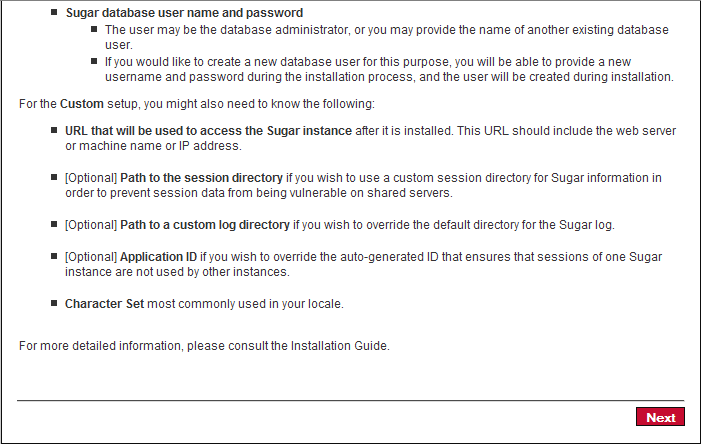 Sugar database user name and password
The user may be the database administrator, or you may provide the name of another existing database
user.
If you would like to create a new database user for this purpose, you will be able to provide a new
username and password during the installation process, and the user will be created during installation.
For the Custom setup, you might also need to know the following:
URL that will be used to access the Sugar instance after it is installed. This URL should include the web server
or machine name or IP address.
[Optional] Path to the session directory if you wish to use a custom session directory for Sugar information in
order to prevent session data from being vulnerable on shared servers.
[Optional] Path to a custom log directory if you wish to override the default directory for the Sugar log.
[Optional] Application ID if you wish to override the auto-generated ID that ensures that sessions of one Sugar
instance are not used by other instances.
Character Set most commonly used in your locale.
For more detailed information, please consult the Installation Guide.
Next